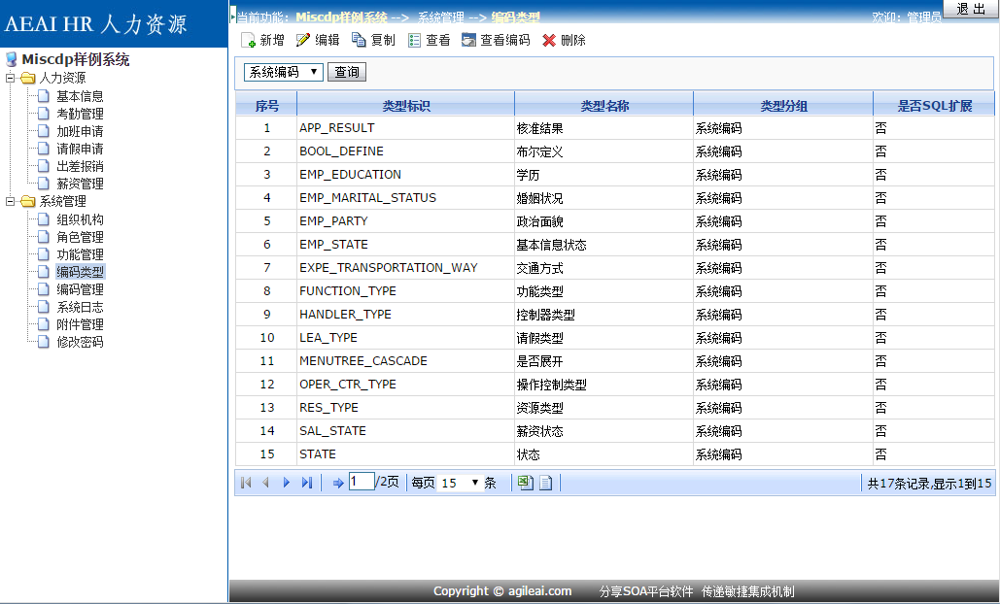 AEAI HR 人力资源
当前功能: Miscdp样例系统 --> 系统管理 --> 编码类型
欢迎: 管理员
退 出
新增 编辑 复制 查看 查看编码 删除
系统编码 查询
Miscdp样例系统
人力资源
基本信息
考勤管理
加班申请
请假申请
出差报销
薪资管理
系统管理
组织机构
角色管理
功能管理
编码类型
编码管理
系统日志
附件管理
修改密码
序号 类型标识 类型名称 类型分组 是否SQL扩展
1 APP_RESULT 核准结果 系统编码 否
2 BOOL_DEFINE 布尔定义 系统编码 否
3 EMP_EDUCATION 学历 系统编码 否
4 EMP_MARITAL_STATUS 婚姻状况 系统编码 否
5 EMP_PARTY 政治面貌 系统编码 否
6 EMP_STATE 基本信息状态 系统编码 否
7 EXPE_TRANSPORTATION_WAY 交通方式 系统编码 否
8 FUNCTION_TYPE 功能类型 系统编码 否
9 HANDLER_TYPE 控制器类型 系统编码 否
10 LEA_TYPE 请假类型 系统编码 否
11 MENUTREE_CASCADE 是否展开 系统编码 否
12 OPER_CTR_TYPE 操作控制类型 系统编码 否
13 RES_TYPE 资源类型 系统编码 否
14 SAL_STATE 薪资状态 系统编码 否
15 STATE 状态 系统编码 否
1 /2页 每页 15 条 共17条记录,显示1到15
Copyright © agileai.com 分享SOA平台软件 传递敏捷集成机制